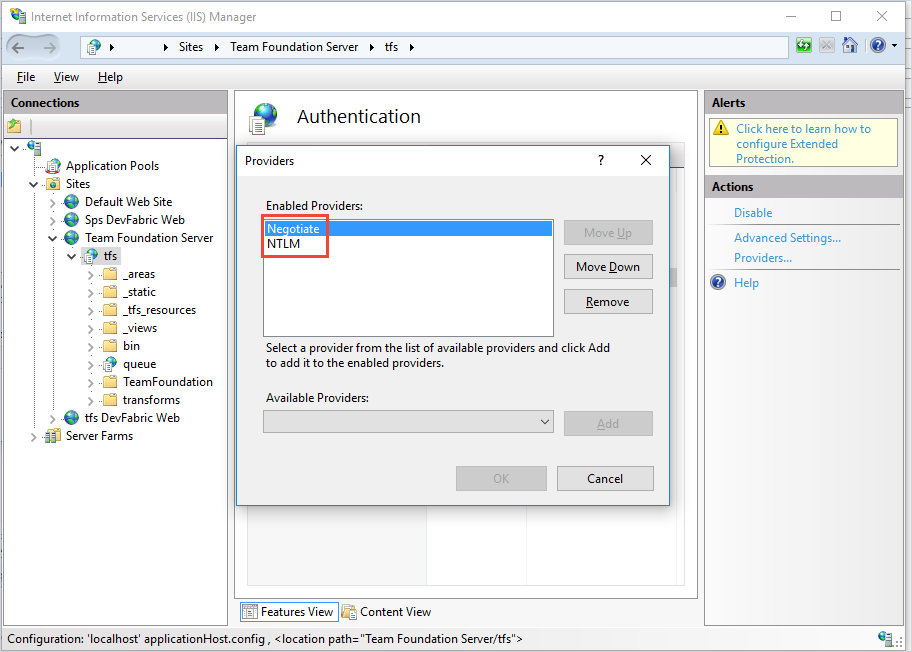 Internet Information Services (IIS) Manager
Sites Team Foundation Server tfs
File View Help
Connections
Application Pools
Sites
Default Web Site
Sps DevFabric Web
Team Foundation Server
tfs
_areas
_static
_tfs_resources
_views
bin
queue
TeamFoundation
transforms
tfs DevFabric Web
Server Farms
Authentication
Providers
? 
Enabled Providers:
Negotiate
NTLM
Move Up
Move Down
Remove
Select a provider from the list of available providers and click Add
to add it to the enabled providers.
Available Providers:
Add
OK
Cancel
Features View
Content View
Alerts
Click here to learn how to
configure Extended
Protection.
Actions
Disable
Advanced Settings...
Providers...
Help
Configuration: 'localhost' applicationHost.config , <location path="Team Foundation Server/tfs">